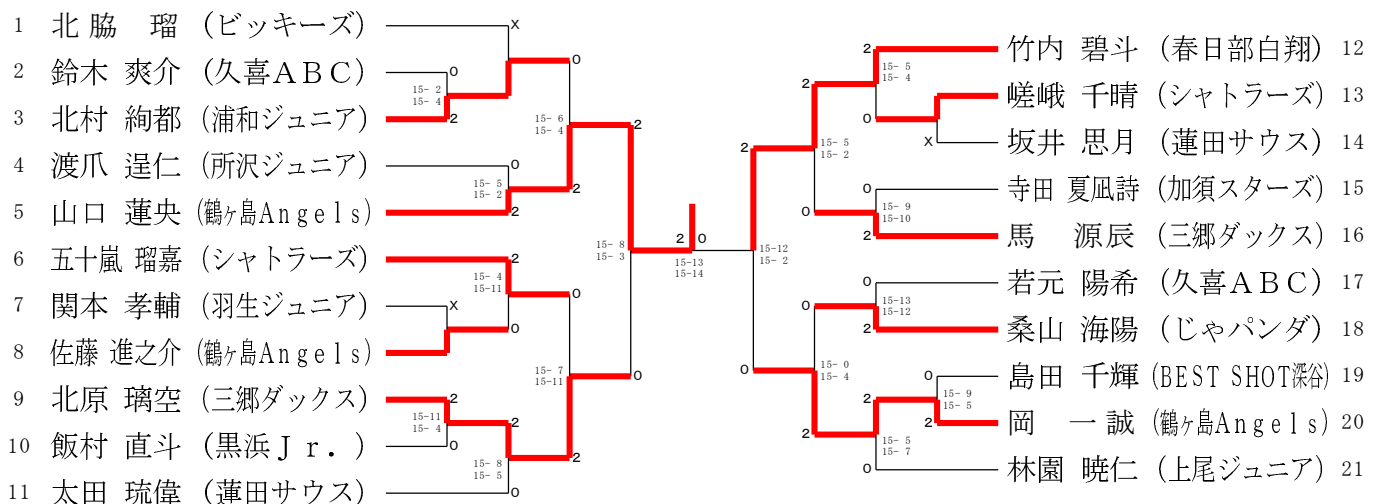 1 北脇 瑠 (ビッキーズ)
2 鈴木 爽介 (久喜ABC)
3 北村 絢都 (浦和ジュニア)
4 渡爪 逞仁 (所沢ジュニア)
5 山口 蓮央 (鶴ヶ島Angels)
6 五十嵐 瑠嘉 (シャトラーズ)
7 関本 孝輔 (羽生ジュニア)
8 佐藤 進之介 (鶴ヶ島Angels)
9 北原 璃空 (三郷ダックス)
10 飯村 直斗 (黒浜Jr.)
11 太田 琉偉 (蓮田サウス)
x
0
15- 2
15- 4
2
0
15- 6
15- 4
0
15- 5
15- 2
2
2
2
15- 8
15- 3
2
15- 4
15-11
0
x
0
15- 7
15-11
0
2
15-11
15- 4
0
2
15- 8
15- 5
0
2
2 0
15-13
15-14
2
15-12
15- 2
0
2
15- 5
15- 4
2
0
x
15- 5
15- 2
0
0
15- 9
15-10
2
0
15-13
15-12
2
0
15- 0
15- 4
2
0
15- 9
15- 5
2
2
15- 5
15- 7
0
竹内 碧斗 (春日部白翔) 12
嵯峨 千晴 (シャトラーズ) 13
坂井 思月 (蓮田サウス) 14
寺田 夏凪詩 (加須スターズ) 15
馬 源辰 (三郷ダックス) 16
若元 陽希 (久喜ABC) 17
桑山 海陽 (じゃパンダ) 18
島田 千輝 (BEST SHOT深谷) 19
岡 一誠 (鶴ヶ島Angels) 20
林園 暁仁 (上尾ジュニア) 21